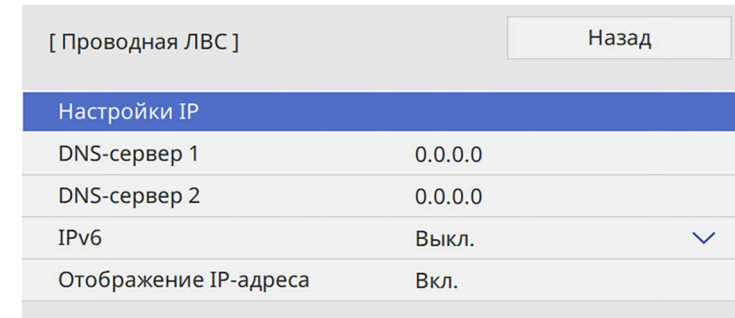 [ Проводная ЛВС ]
Назад
Настройки IP
DNS-сервер 1 0.0.0.0
DNS-сервер 2 0.0.0.0
IPv6 Выкл.
Отображение IP-адреса Вкл.